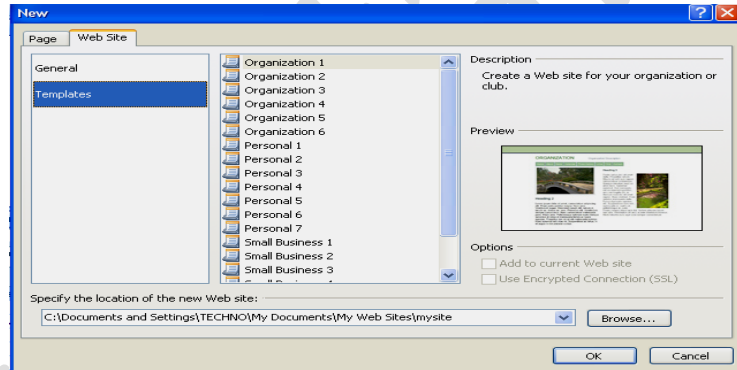 New
Page
Web Site
General
Templates
Organization 1
Organization 2
Organization 3
Organization 4
Organization 5
Organization 6
Personal 1
Personal 2
Personal 3
Personal 4
Personal 5
Personal 6
Personal 7
Small Business 1
Small Business 2
Small Business 3
Description
Create a Web site for your organization or
club.
Preview
ORGANIZATION
Options
Add to current Web site
Use Encrypted Connection (SSL)
Specify the location of the new Web site:
C:\Documents and Settings\TECHNO\My Documents\My Web Sites\mysite
Browse...
OK
Cancel